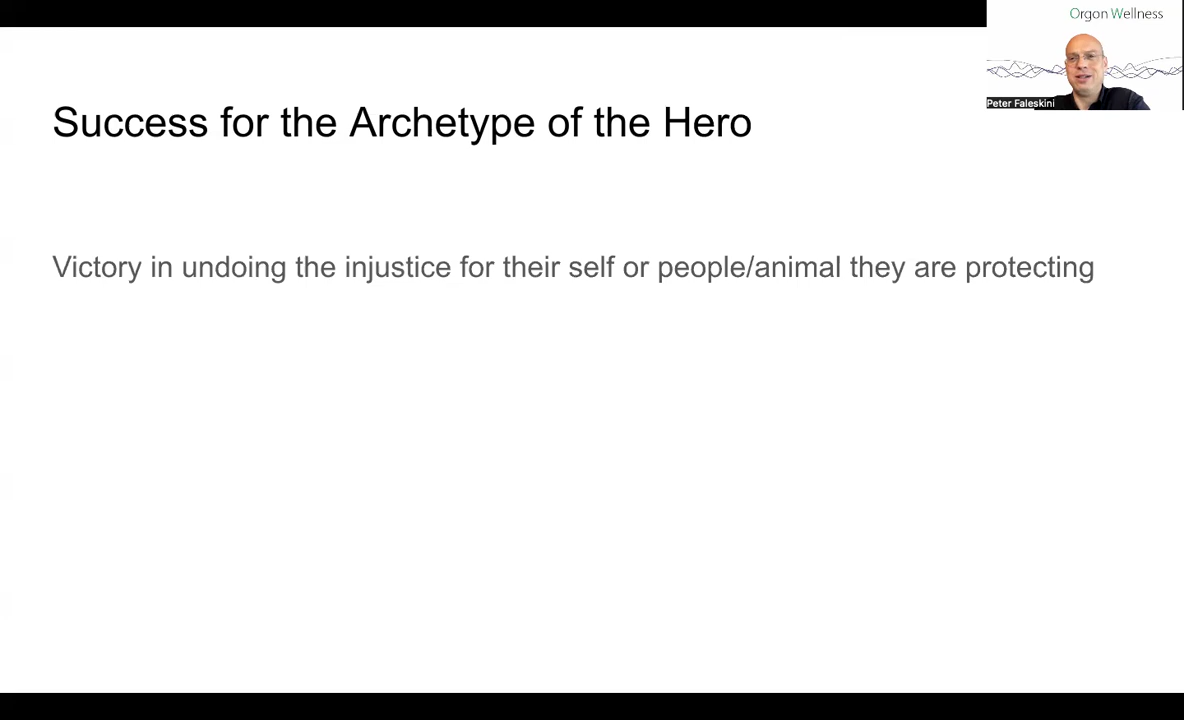 Orgon Wellness
Peter Faleskini
Success for the Archetype of the Hero
Victory in undoing the injustice for their self or people/animal they are protecting